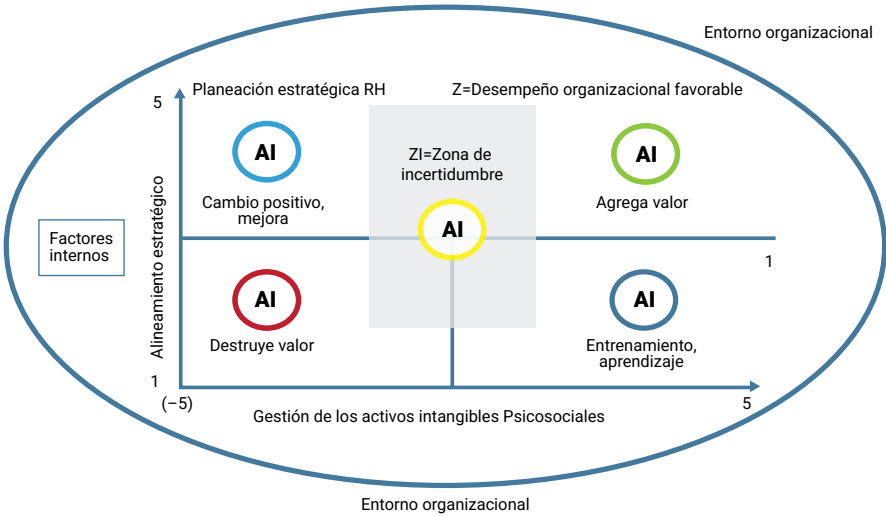 Entorno organizacional
Planeación estratégica RH
Z=Desempeño organizacional favorable
5
AI
ZI=Zona de
incertidumbre
AI
Cambio positivo,
mejora
Agrega valor
AI
Alineamiento estratégico
Factores
internos
1
AI
AI
Destruye valor
Entrenamiento,
aprendizaje
1
(–5)
5
Gestión de los activos intangibles Psicosociales
Entorno organizacional